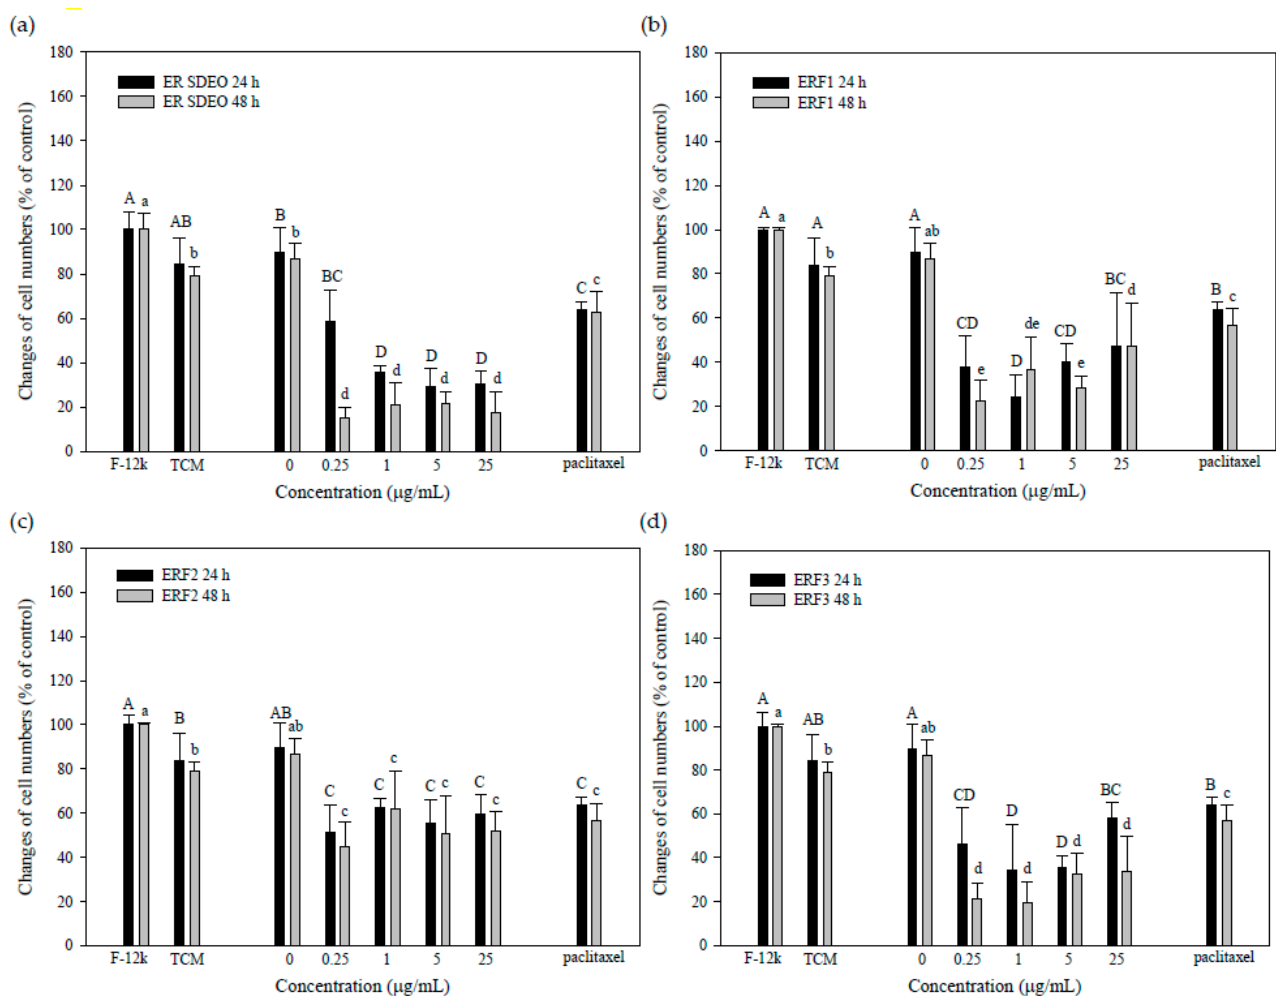 (a)
Changes of cell numbers (% of control)
180
160
140
120
100
80
60
40
20
0
ER SDEO 24 h
ER SDEO 48 h
A a
AB b
B b
BC d
D d
D d
D d
C c
F-12k TCM 0 0.25 1 5 25 paclitaxel
Concentration (μg/mL)
(b)
Changes of cell numbers (% of control)
180
160
140
120
100
80
60
40
20
0
ERF1 24 h
ERF1 48 h
A a
A b
A ab
CD e
D de
CD e
BC d
B c
F-12k TCM 0 0.25 1 5 25 paclitaxel
Concentration (μg/mL)
(c)
Changes of cell numbers (% of control)
180
160
140
120
100
80
60
40
20
0
ERF2 24 h
ERF2 48 h
A a
B b
AB ab
C c
C c
C c
C c
C c
F-12k TCM 0 0.25 1 5 25 paclitaxel
Concentration (μg/mL)
(d)
Changes of cell numbers (% of control)
180
160
140
120
100
80
60
40
20
0
ERF3 24 h
ERF3 48 h
A a
AB b
A ab
CD d
D d
D d
BC d
B c
F-12k TCM 0 0.25 1 5 25 paclitaxel
Concentration (μg/mL)